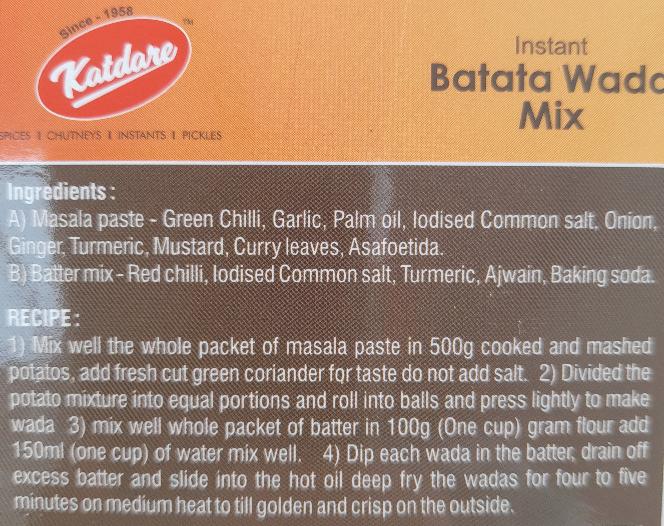 Since - 1958
Katdare
TM
SPICES I CHUTNEYS I INSTANTS I PICKLES
Instant
Batata Wada
Mix
Ingredients :
A) Masala paste - Green Chilli, Garlic, Palm oil, Iodised Common salt, Onion,
Ginger, Turmeric, Mustard, Curry leaves, Asafoetida.
B) Batter mix - Red chilli, Iodised Common salt, Turmeric, Ajwain, Baking soda.
RECIPE :
1) Mix well the whole packet of masala paste in 500g cooked and mashed
potatos, add fresh cut green coriander for taste do not add salt. 2) Divided the
potato mixture into equal portions and roll into balls and press lightly to make
wada 3) mix well whole packet of batter in 100g (One cup) gram flour add
150ml (one cup) of water mix well. 4) Dip each wada in the batter, drain off
excess batter and slide into the hot oil deep fry the wadas for four to five
minutes on medium heat to till golden and crisp on the outside.